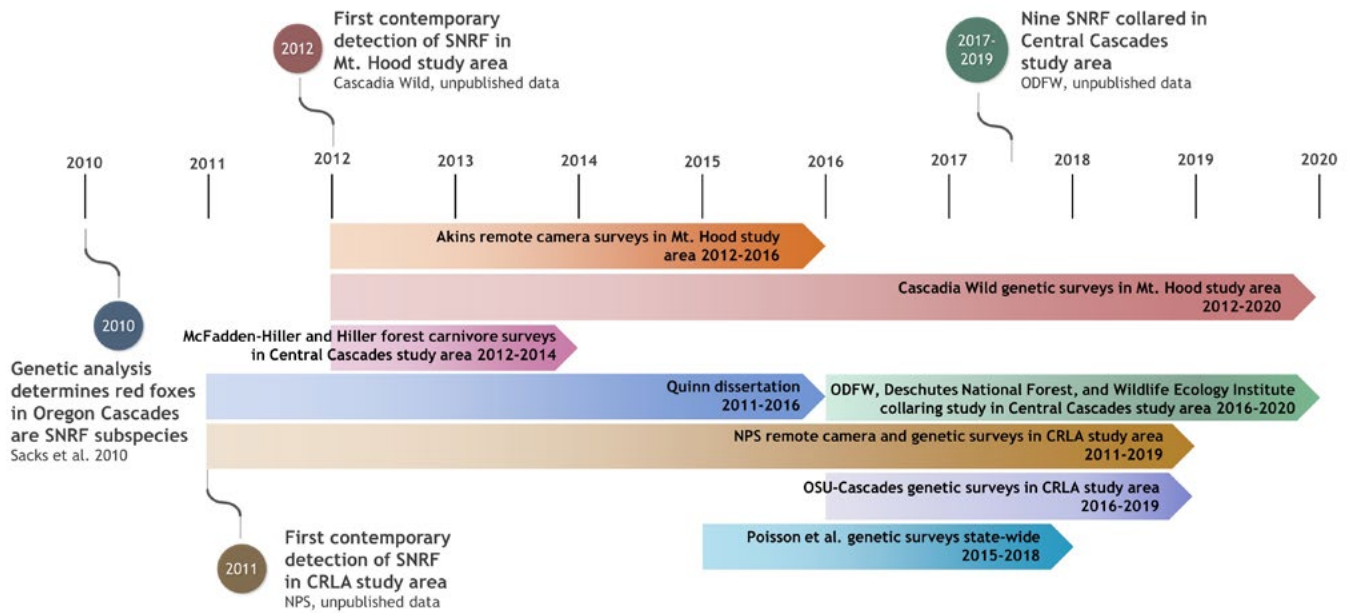 2012
First contemporary
detection of SNRF in
Mt. Hood study area
Cascadia Wild, unpublished data
2017-
2019
Nine SNRF collared in
Central Cascades
study area
ODFW, unpublished data
2010
2011
2012
2013
2014
2015
2016
2017
2018
2019
2020
Akins remote camera surveys in Mt. Hood study
area 2012-2016
Cascadia Wild genetic surveys in Mt. Hood study area
2012-2020
2010
Genetic analysis
determines red foxes
in Oregon Cascades
are SNRF subspecies
Sacks et al. 2010
McFadden-Hiller and Hiller forest carnivore surveys
in Central Cascades study area 2012-2014
Quinn dissertation
2011-2016
ODFW, Deschutes National Forest, and Wildlife Ecology Institute
collaring study in Central Cascades study area 2016-2020
NPS remote camera and genetic surveys in CRLA study area
2011-2019
OSU-Cascades genetic surveys in CRLA study area
2016-2019
Poisson et al. genetic surveys state-wide
2015-2018
2011
First contemporary
detection of SNRF
in CRLA study area
NPS, unpublished data